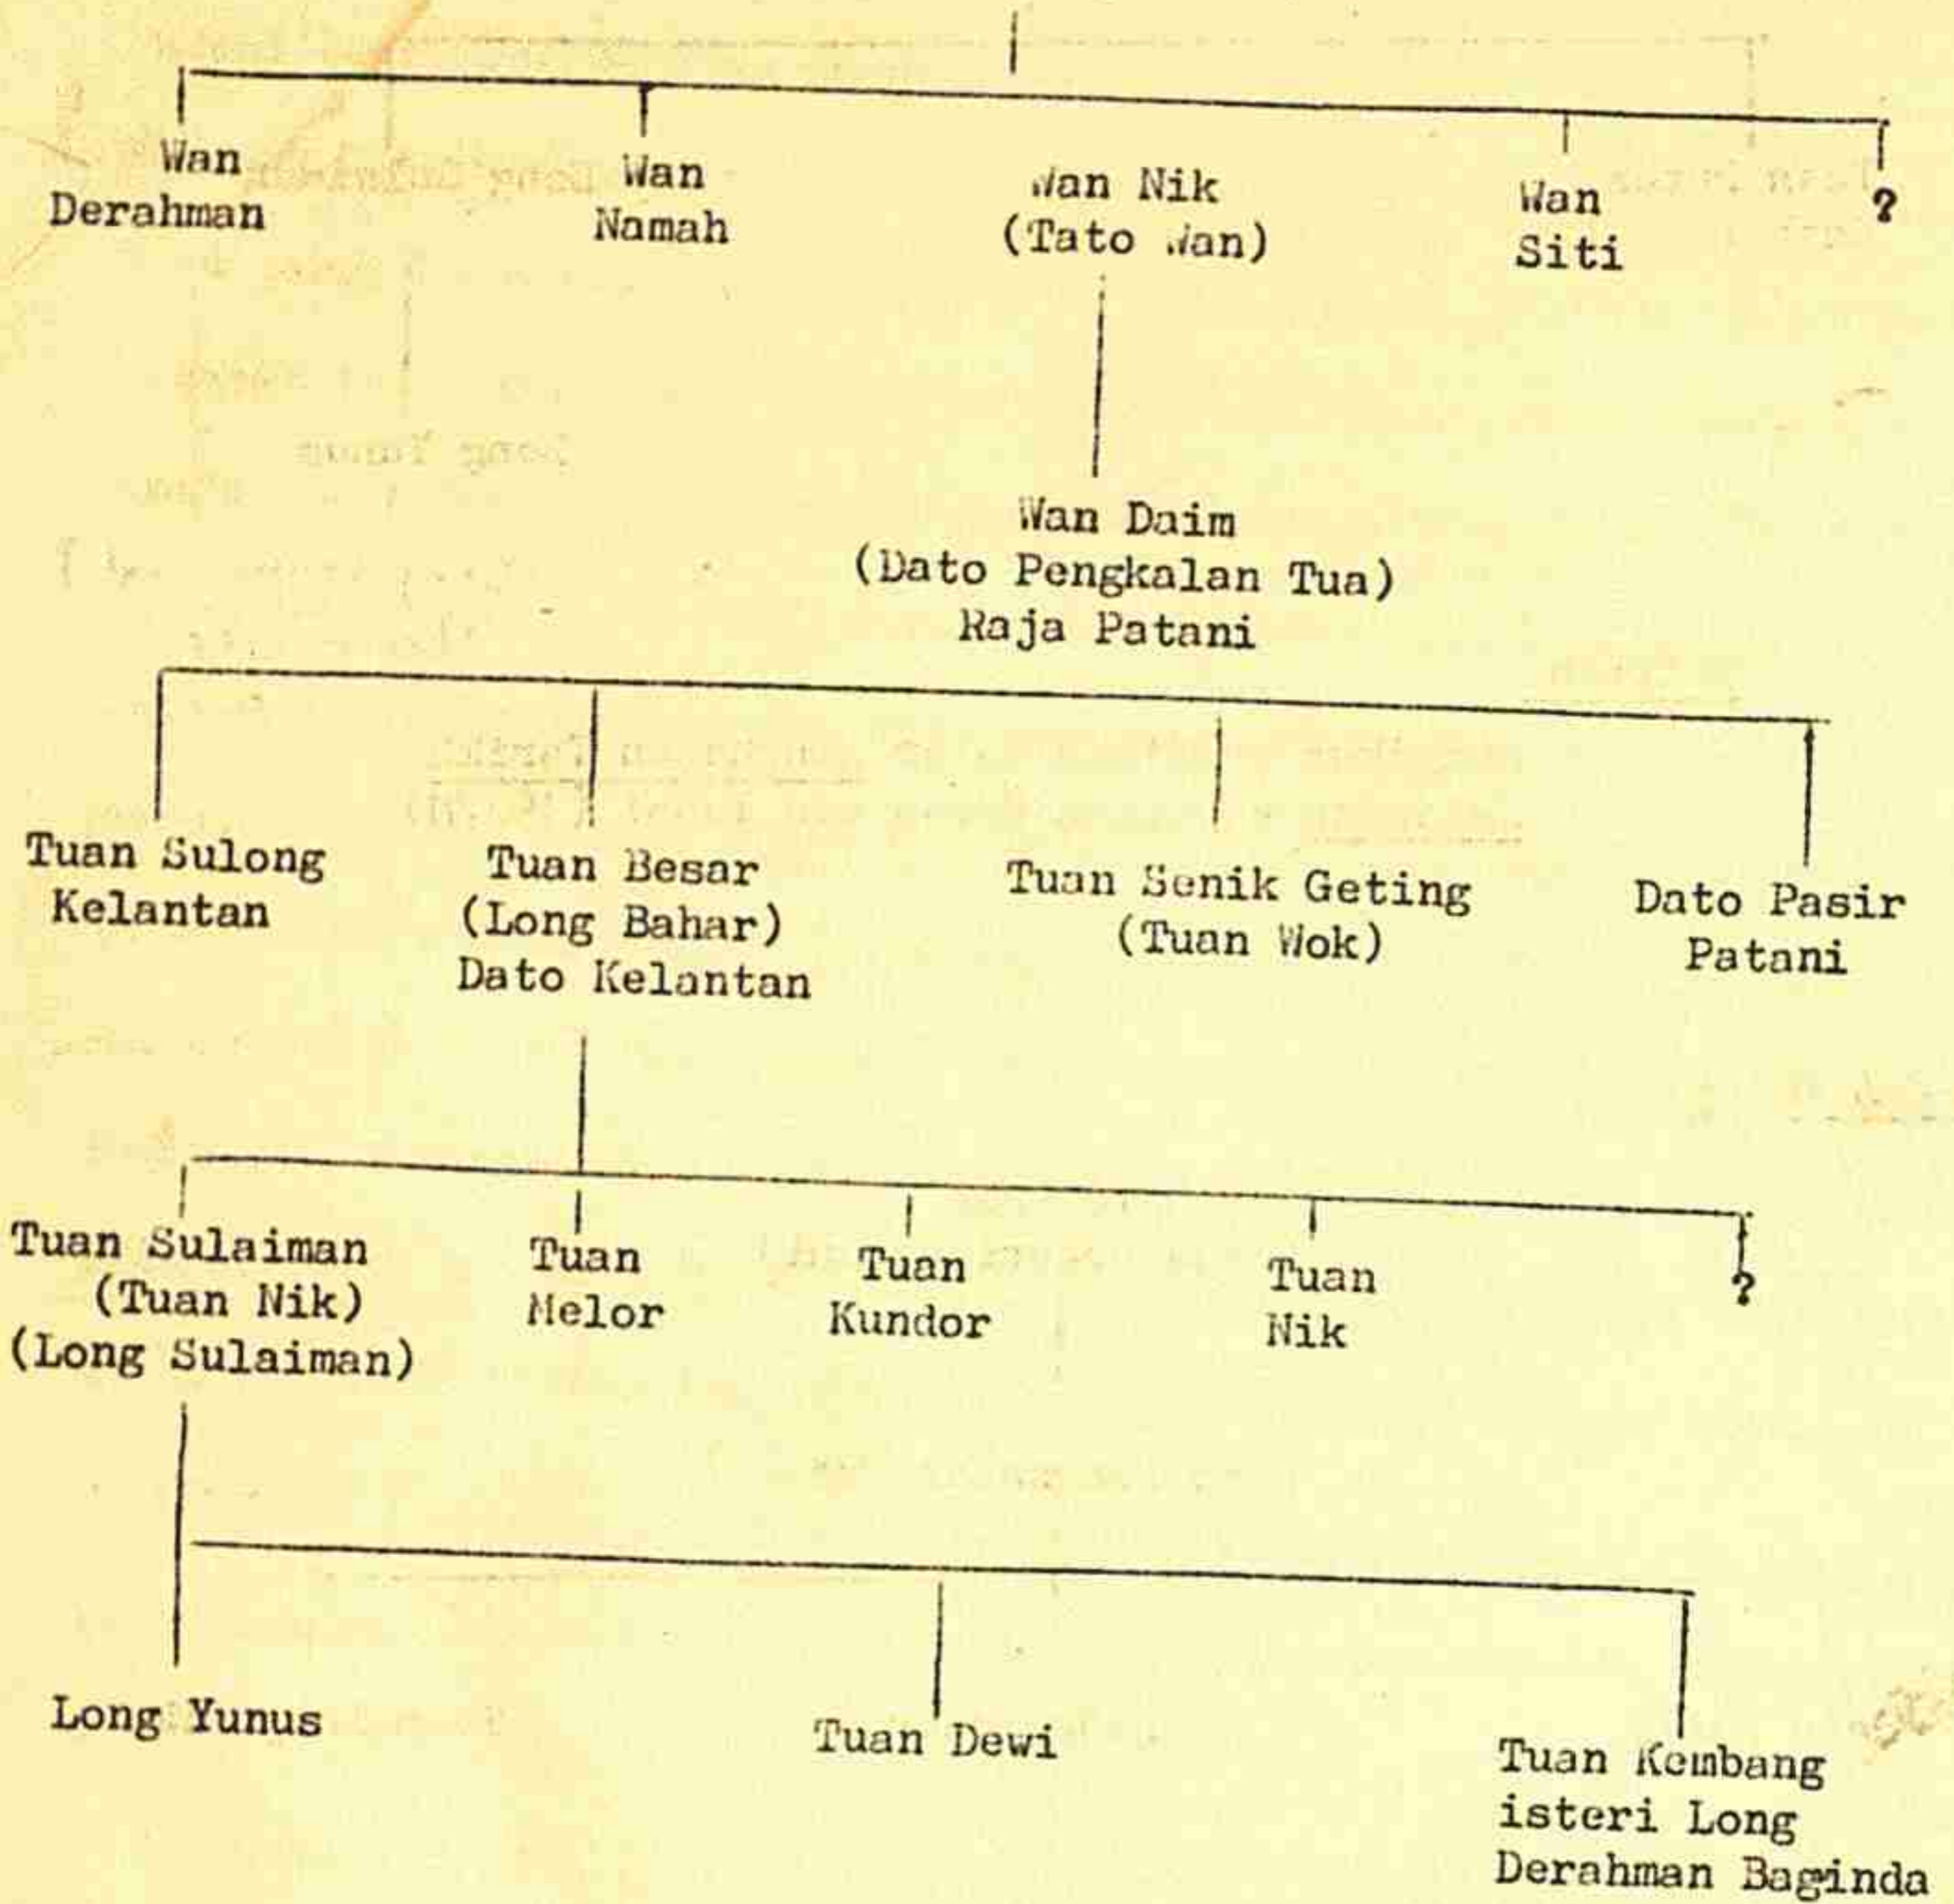 Wan
Derahman
Wan
Namah
Wan Nik
(Tato Wan)
Wan
Siti
?
Wan Daim
(Dato Pengkalan Tua)
Raja Patani
Tuan Sulong
Kelantan
Tuan Besar
(Long Bahar)
Dato Kelantan
Tuan Senik Geting
(Tuan Wok)
Dato Pasir
Patani
Tuan Sulaiman
(Tuan Nik)
(Long Sulaiman)
Tuan
Melor
Tuan
Kundor
Tuan
Nik
?
Long Yunus
Tuan Dewi
Tuan Kembang
isteri Long
Derahman Baginda